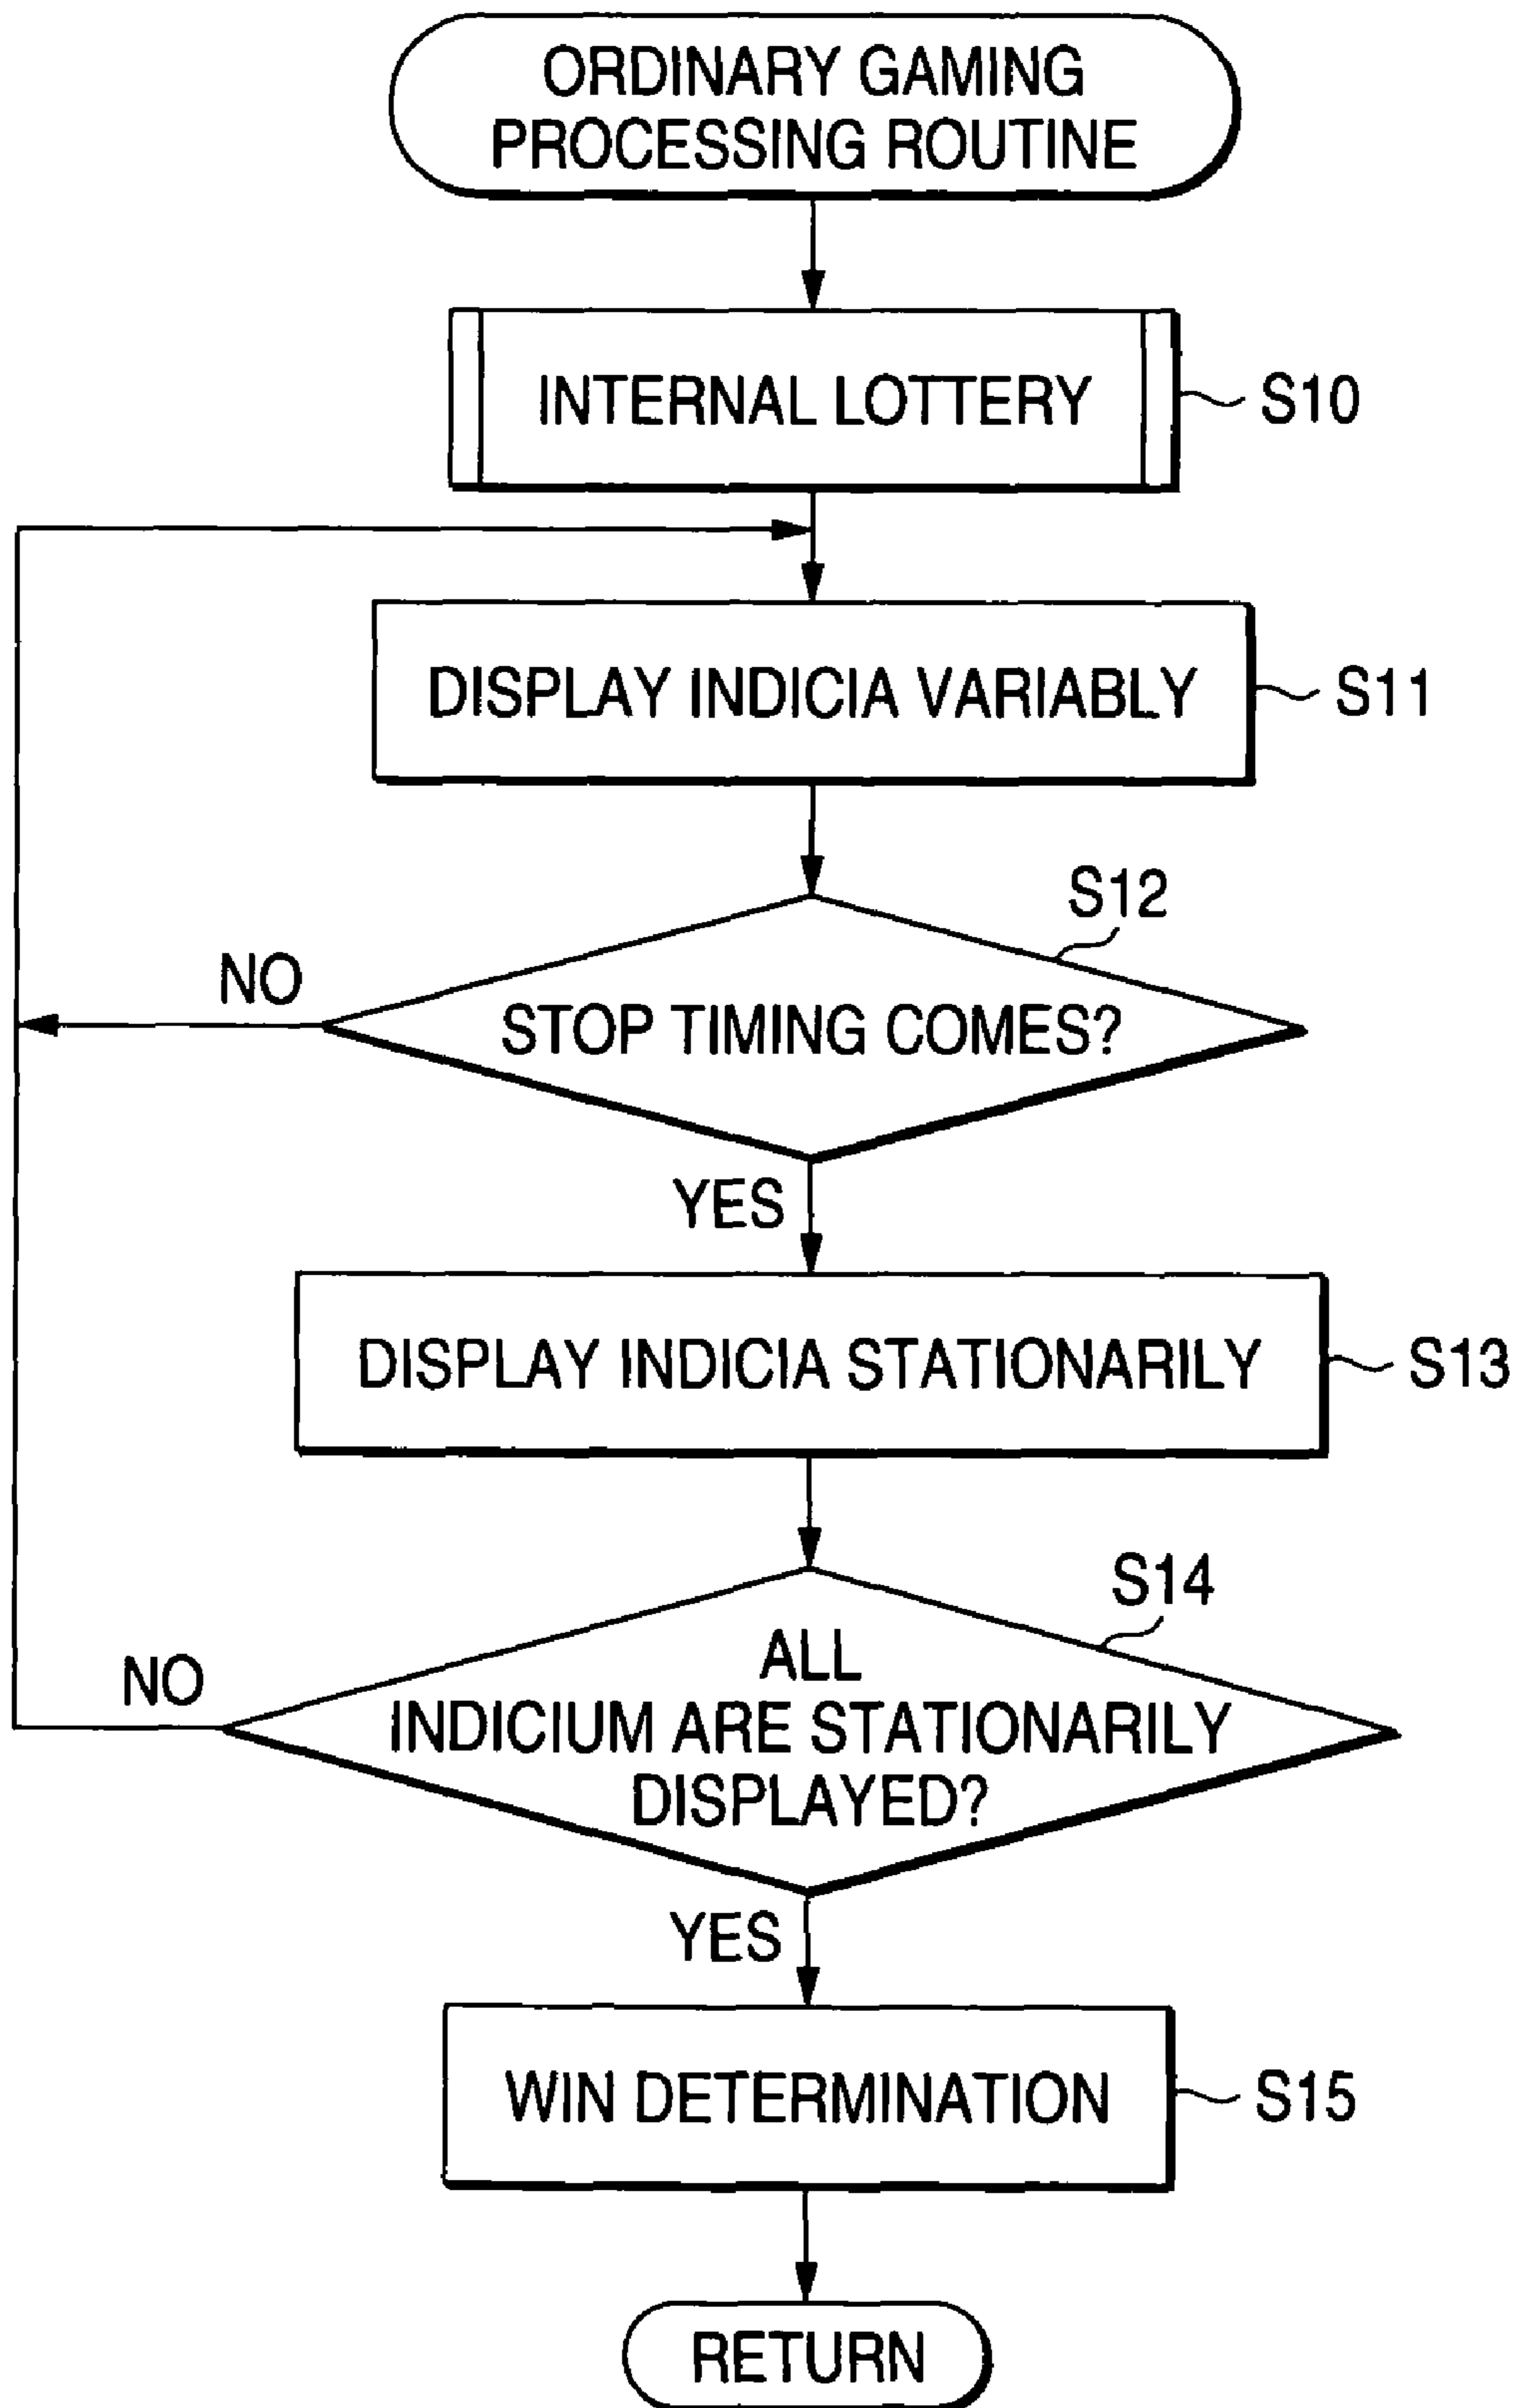 ORDINARY GAMING
PROCESSING ROUTINE
INTERNAL LOTTERY
S10
DISPLAY INDICIA VARIABLY
S11
S12
NO
STOP TIMING COMES?
YES
DISPLAY INDICIA STATIONARILY
S13
S14
ALL
NO
INDICIUM ARE STATIONARILY
DISPLAYED?
YES
WIN DETERMINATION
S15
RETURN